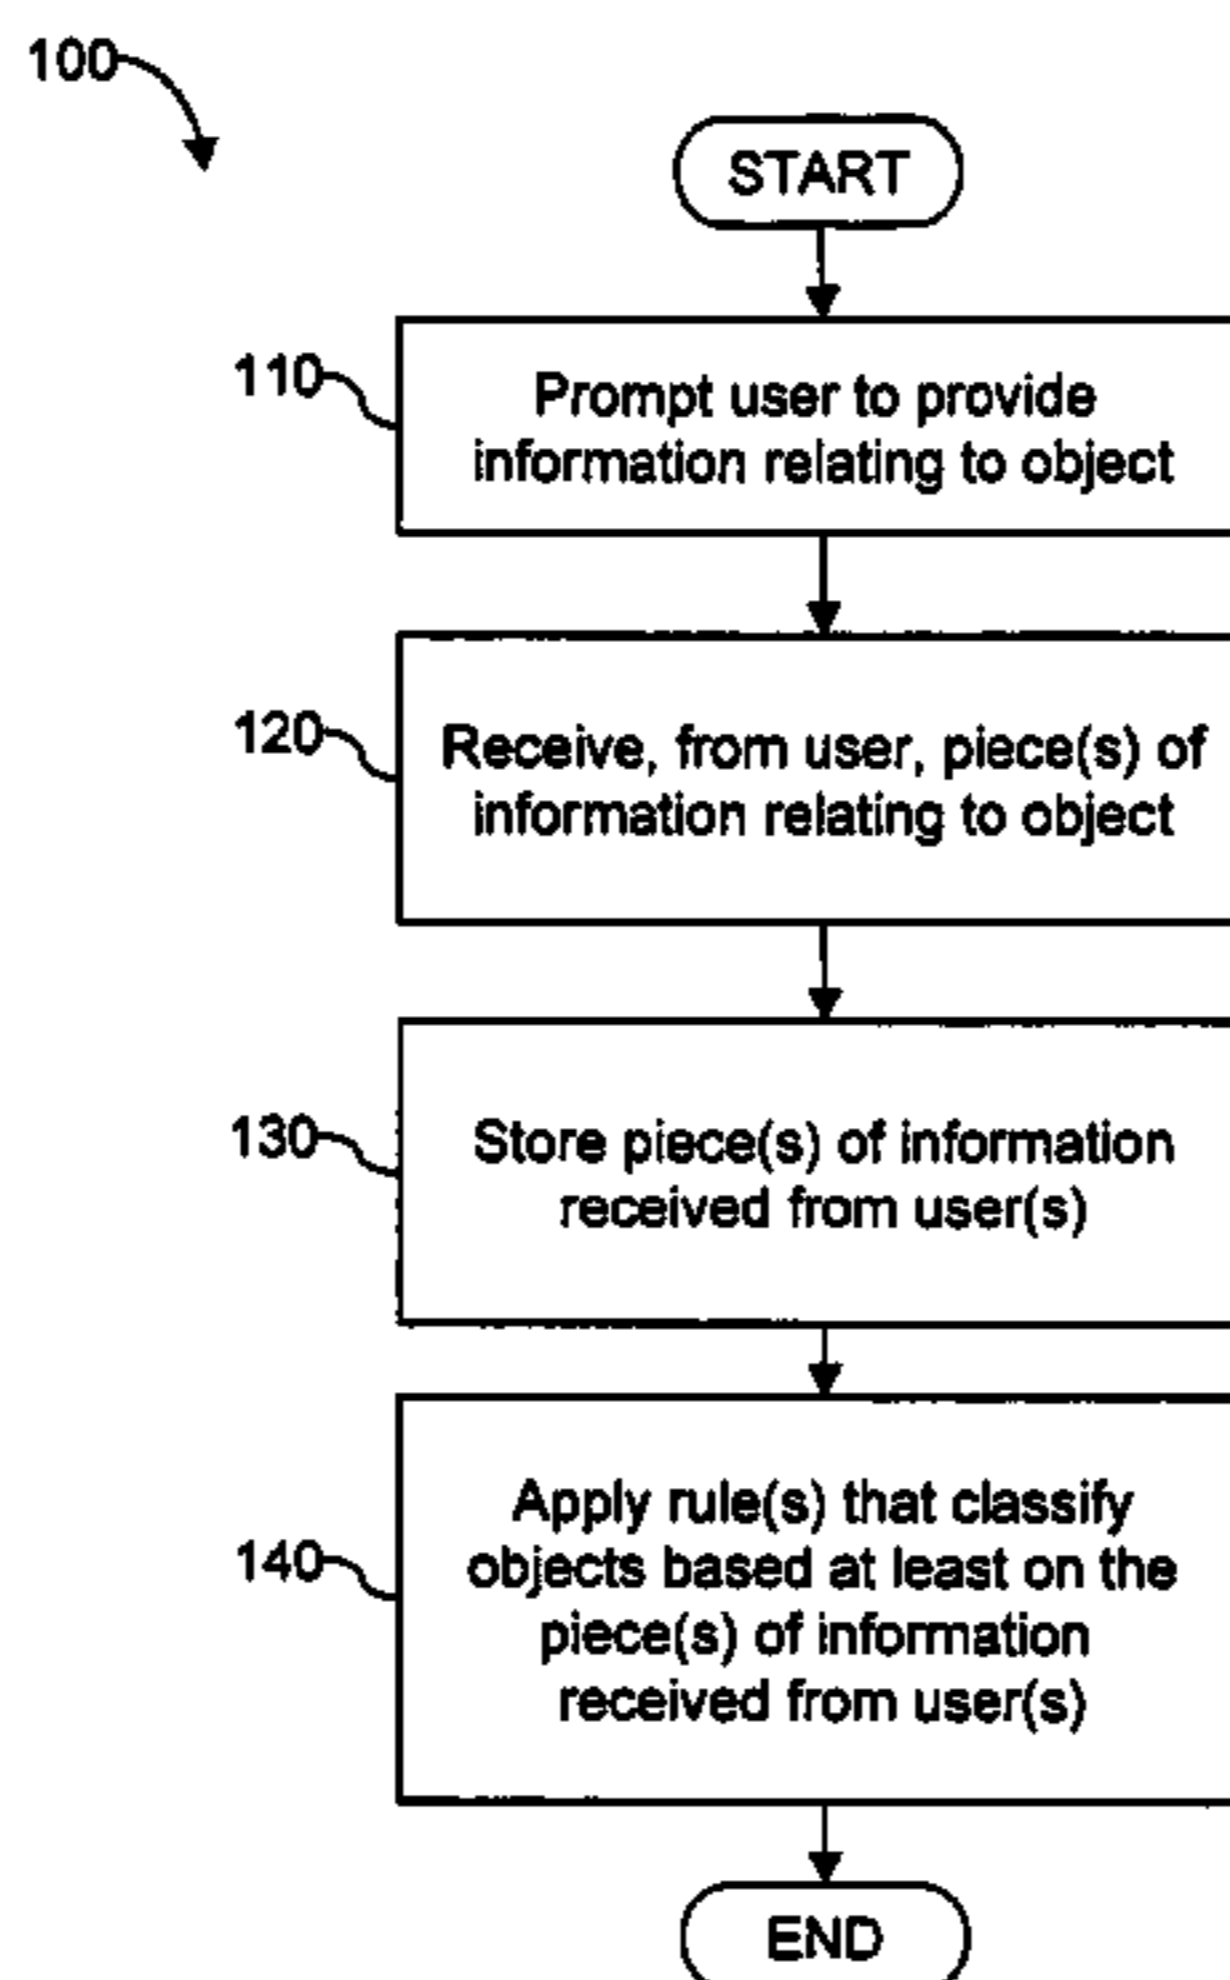 100
START
110
Prompt user to provide
information relating to object
120
Receive, from user, piece(s) of
information relating to object
130
Store piece(s) of information
received from user(s)
140
Apply rule(s) that classify
objects based at least on the
piece(s) of information
received from user(s)
END